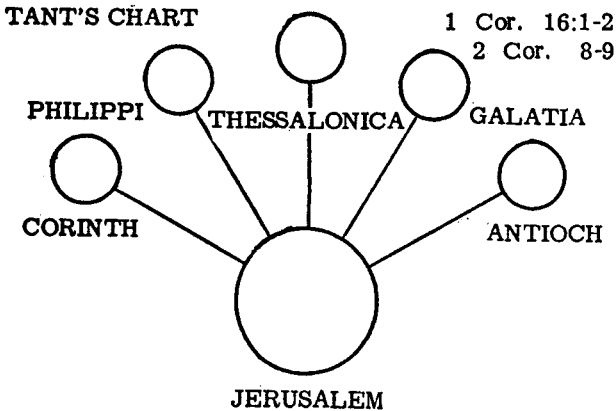 TANT'S CHART
1 Cor. 16:1-2
2 Cor. 8-9
PHILIPPI
THESSALONICA
GALATIA
CORINTH
ANTIOCH
JERUSALEM